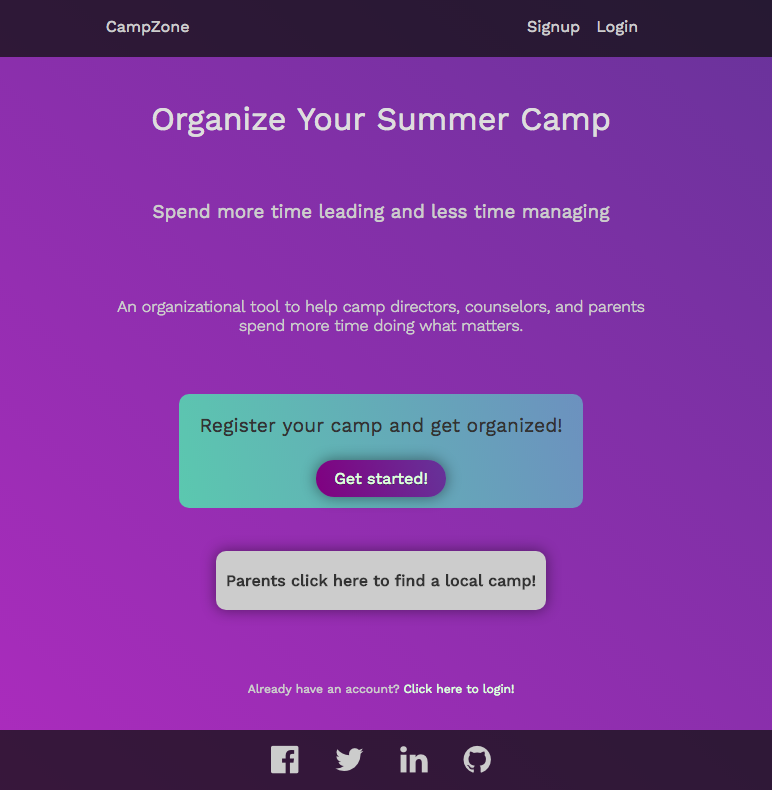 CampZone
Signup Login
Organize Your Summer Camp
Spend more time leading and less time managing
An organizational tool to help camp directors, counselors, and parents
spend more time doing what matters.
Register your camp and get organized!
Get started!
Parents click here to find a local camp!
Already have an account? Click here to login!